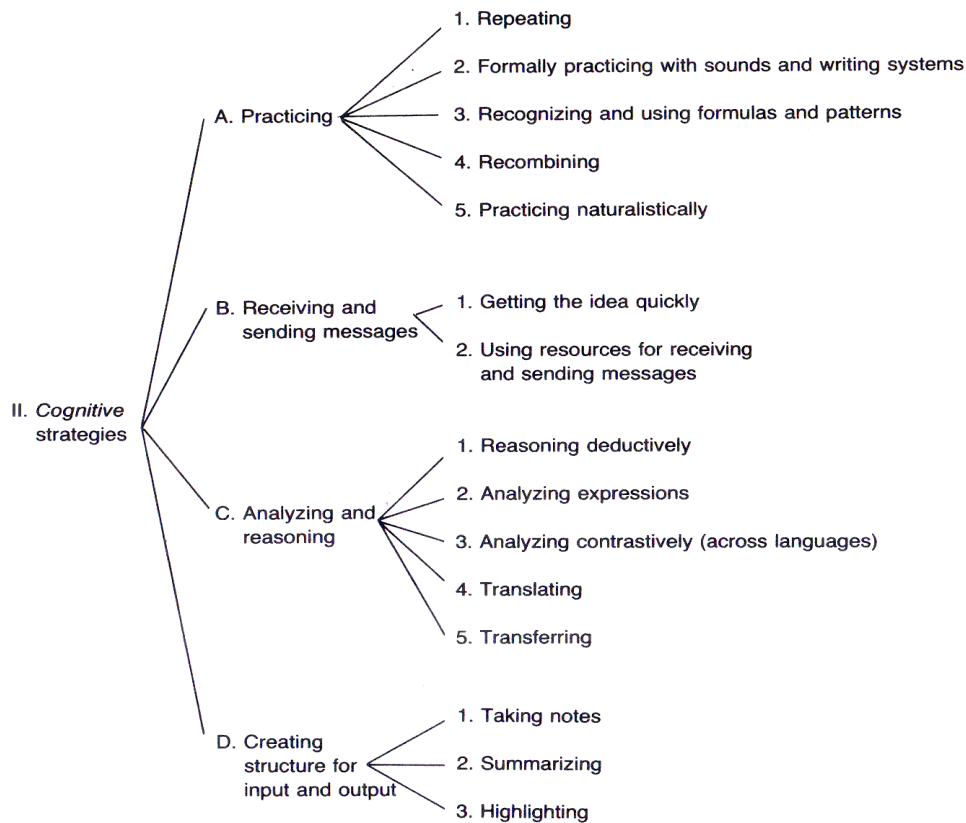 II. Cognitive
strategies
A. Practicing
1. Repeating
2. Formally practicing with sounds and writing systems
3. Recognizing and using formulas and patterns
4. Recombining
5. Practicing naturalistically
B. Receiving and
sending messages
1. Getting the idea quickly
2. Using resources for receiving
and sending messages
C. Analyzing and
reasoning
1. Reasoning deductively
2. Analyzing expressions
3. Analyzing contrastively (across languages)
4. Translating
5. Transferring
D. Creating
structure for
input and output
1. Taking notes
2. Summarizing
3. Highlighting